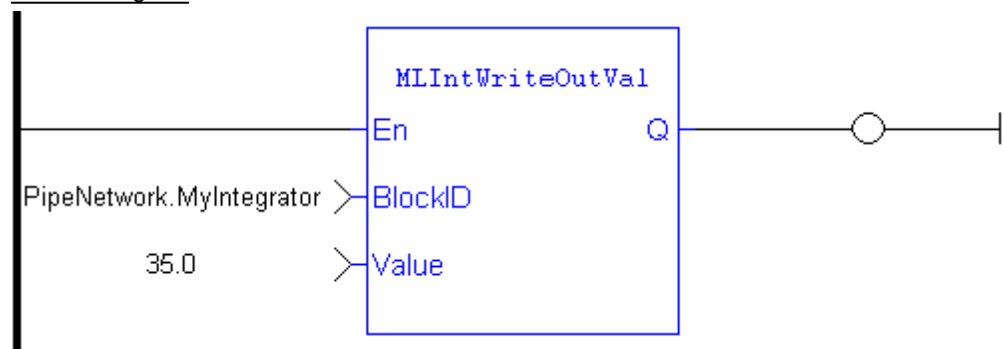 MLIntWriteOutVal
En Q
PipeNetwork.MyIntegrator BlockID
35.0 Value